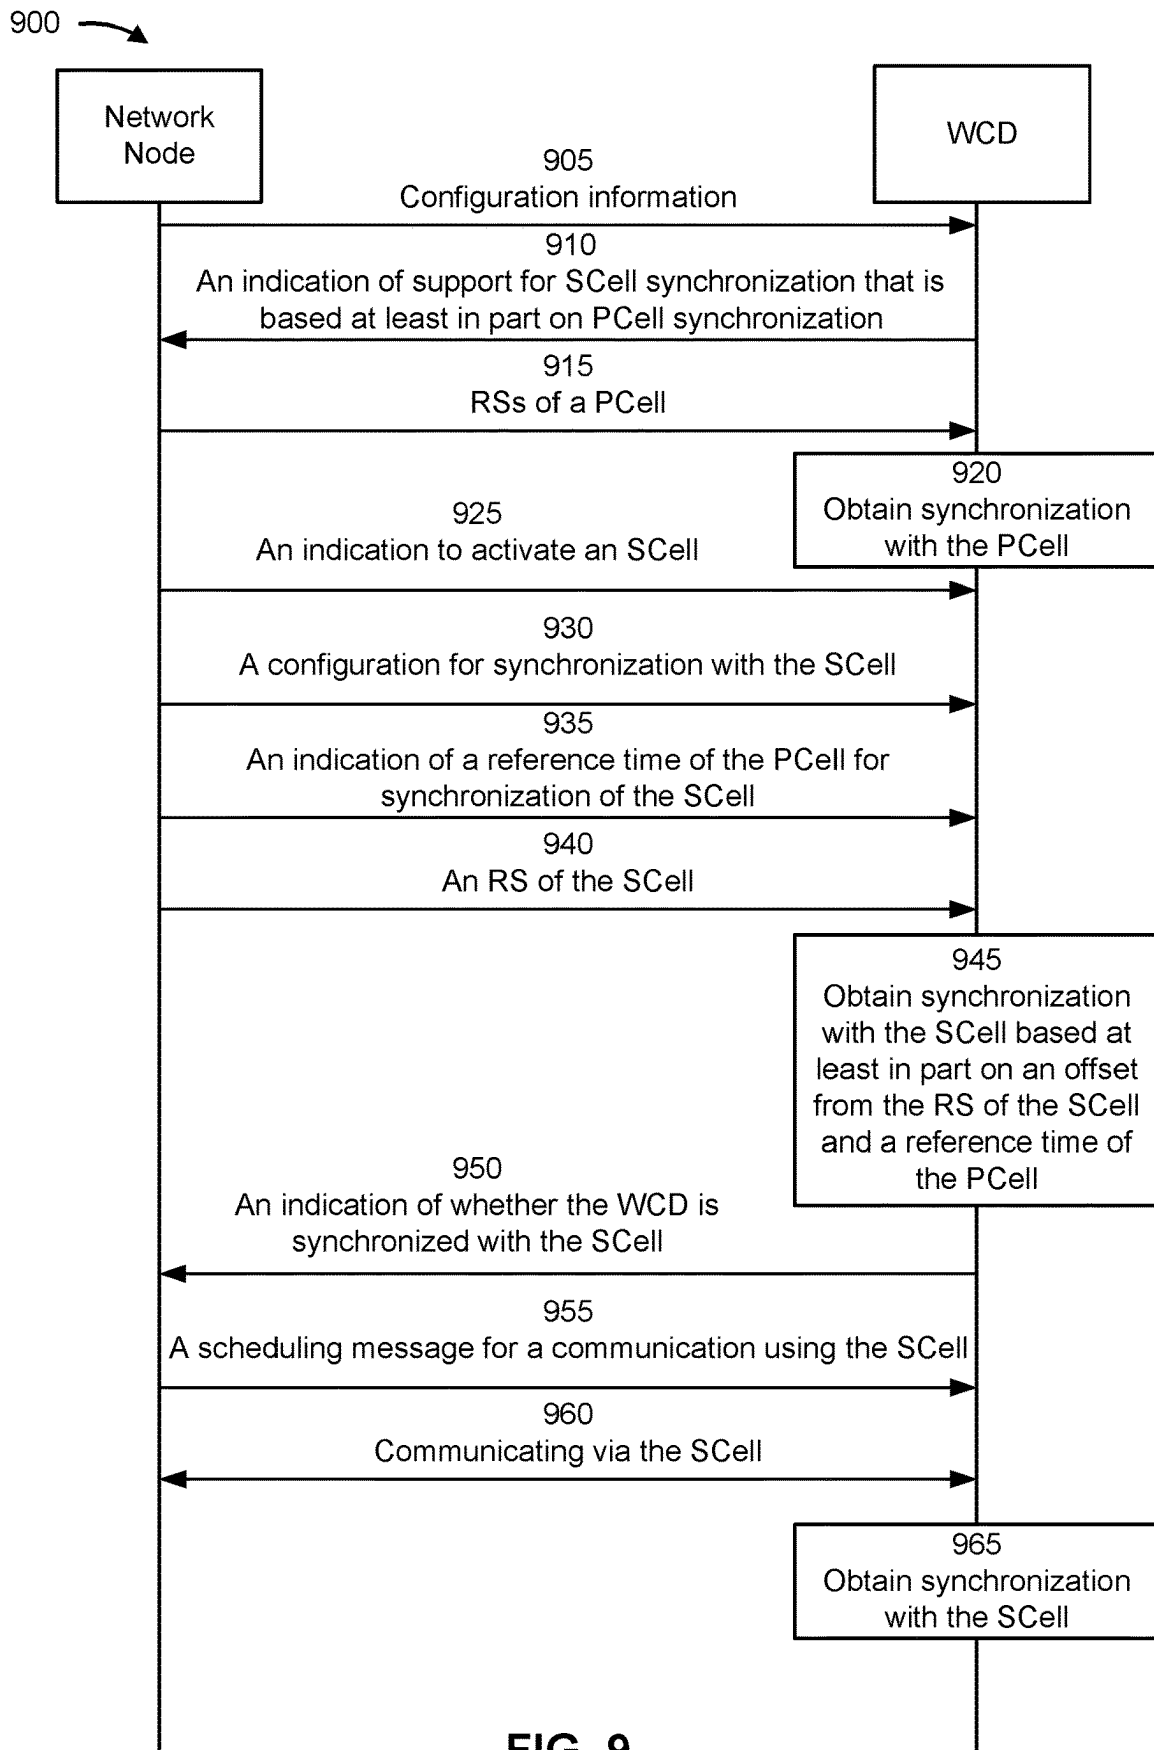 900
Network
Node
WCD
905
Configuration information
910
An indication of support for SCell synchronization that is
based at least in part on PCell synchronization
915
RSs of a PCell
920
Obtain synchronization
with the PCell
925
An indication to activate an SCell
930
A configuration for synchronization with the SCell
935
An indication of a reference time of the PCell for
synchronization of the SCell
940
An RS of the SCell
945
Obtain synchronization
with the SCell based at
least in part on an offset
from the RS of the SCell
and a reference time of
the PCell
950
An indication of whether the WCD is
synchronized with the SCell
955
A scheduling message for a communication using the SCell
960
Communicating via the SCell
965
Obtain synchronization
with the SCell
FIG. 9